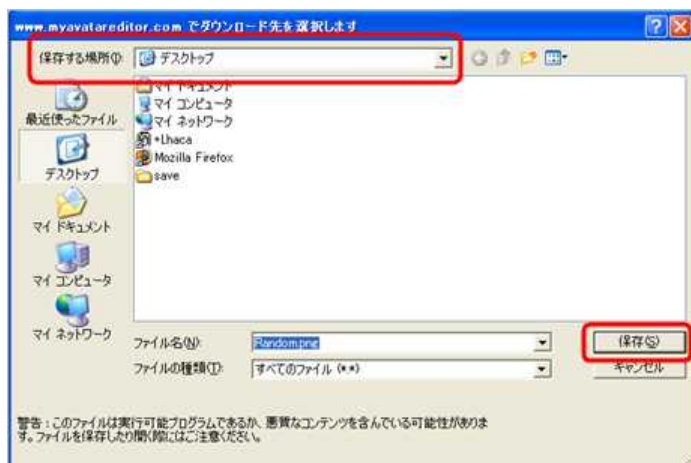 www.myavatareditor.com でダウンロード先を選択します
保存する場所(I):
デスクトップ
最近使ったファイル
デスクトップ
マイ ドキュメント
マイ コンピュータ
マイ ネットワーク
マイ ドキュメント
マイ コンピュータ
マイ ネットワーク
+Lhaca
Mozilla Firefox
save
ファイル名(N):
Random.png
保存(S)
ファイルの種類(T):
すべてのファイル (*.*)
キャンセル
警告 : このファイルは実行可能プログラムであるか、悪質なコンテンツを含んでいる可能性がありま
す。ファイルを保存したり開く際にはご注意ください。